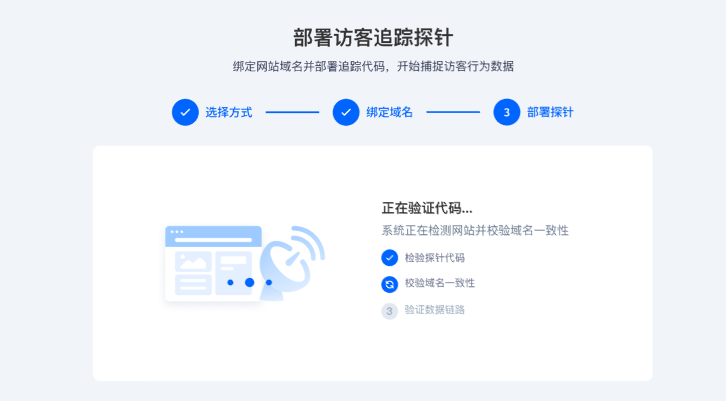 部署访客追踪探针
绑定网站域名并部署追踪代码，开始捕捉访客行为数据
选择方式
绑定域名
3 部署探针
正在验证代码...
系统正在检测网站并校验域名一致性
检验探针代码
校验域名一致性
3 验证数据链路